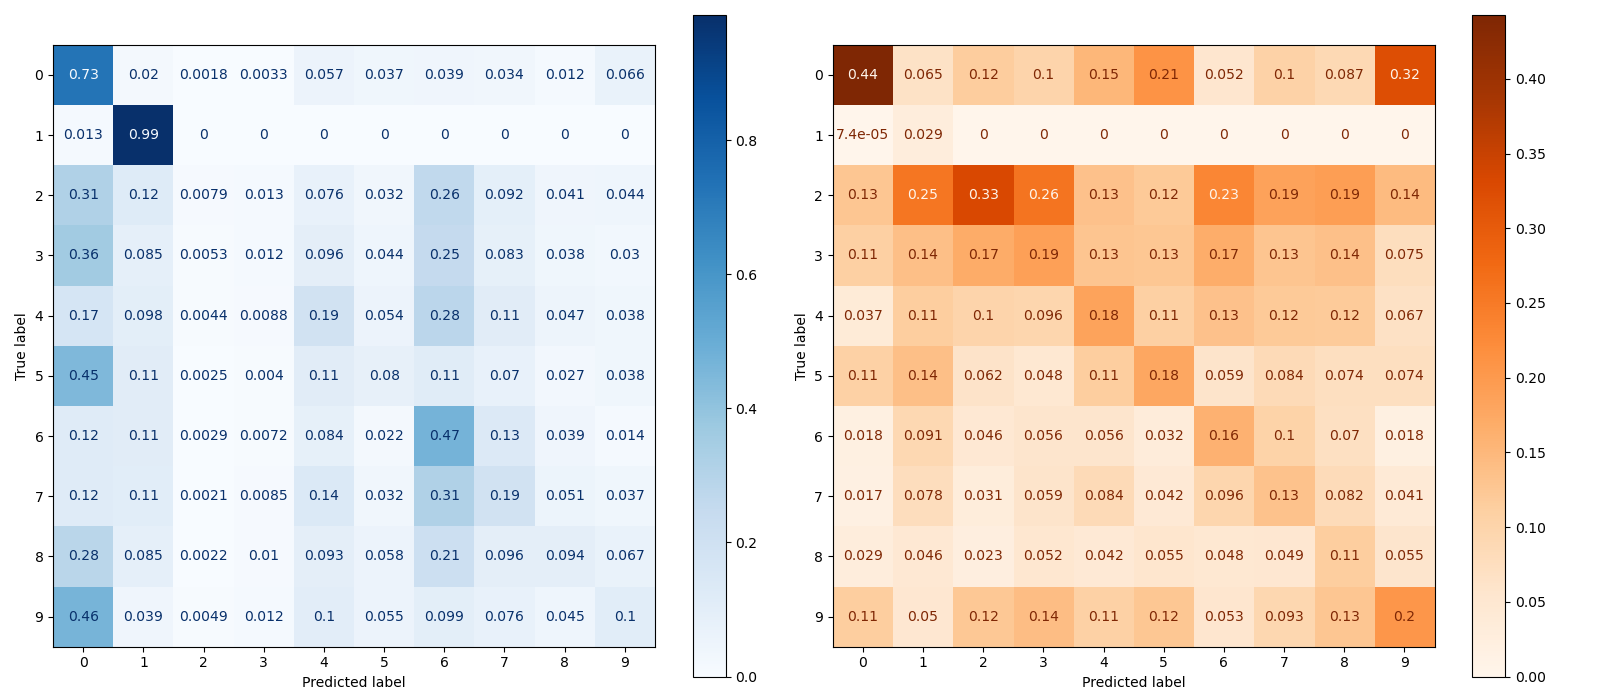 0 0.73 0.02 0.0018 0.0033 0.057 0.037 0.039 0.034 0.012 0.066
1 0.013 0.99 0 0 0 0 0 0 0 0
2 0.31 0.12 0.0079 0.013 0.076 0.032 0.26 0.092 0.041 0.044
3 0.36 0.085 0.0053 0.012 0.096 0.044 0.25 0.083 0.038 0.03
4 0.17 0.098 0.0044 0.0088 0.19 0.054 0.28 0.11 0.047 0.038
5 0.45 0.11 0.0025 0.004 0.11 0.08 0.11 0.07 0.027 0.038
6 0.12 0.11 0.0029 0.0072 0.084 0.022 0.47 0.13 0.039 0.014
7 0.12 0.11 0.0021 0.0085 0.14 0.032 0.31 0.19 0.051 0.037
8 0.28 0.085 0.0022 0.01 0.093 0.058 0.21 0.096 0.094 0.067
9 0.46 0.039 0.0049 0.012 0.1 0.055 0.099 0.076 0.045 0.1
0 1 2 3 4 5 6 7 8 9
Predicted label
True label
0.8
0.6
0.4
0.2
0.0
0 0.44 0.065 0.12 0.1 0.15 0.21 0.052 0.1 0.087 0.32
1 7.4e-05 0.029 0 0 0 0 0 0 0 0
2 0.13 0.25 0.33 0.26 0.13 0.12 0.23 0.19 0.19 0.14
3 0.11 0.14 0.17 0.19 0.13 0.13 0.17 0.13 0.14 0.075
4 0.037 0.11 0.1 0.096 0.18 0.11 0.13 0.12 0.12 0.067
5 0.11 0.14 0.062 0.048 0.11 0.18 0.059 0.084 0.074 0.074
6 0.018 0.091 0.046 0.056 0.056 0.032 0.16 0.1 0.07 0.018
7 0.017 0.078 0.031 0.059 0.084 0.042 0.096 0.13 0.082 0.041
8 0.029 0.046 0.023 0.052 0.042 0.055 0.048 0.049 0.11 0.055
9 0.11 0.05 0.12 0.14 0.11 0.12 0.053 0.093 0.13 0.2
0 1 2 3 4 5 6 7 8 9
Predicted label
True label
0.40
0.35
0.30
0.25
0.20
0.15
0.10
0.05
0.00